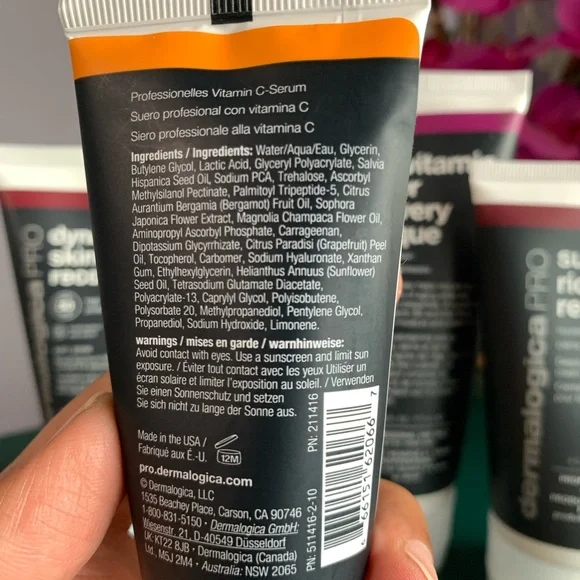 Professionelles Vitamin C-Serum
Suero profesional con vitamina C
Siero professionale alla vitamina C
Ingredients / Ingredients: Water/Aqua/Eau, Glycerin,
Butylene Glycol, Lactic Acid, Glyceryl Polyacrylate, Salvia
Hispanica Seed Oil, Sodium PCA, Trehalose, Ascorbyl
Methylsilanol Pectinate, Palmitoyl Tripeptide-5, Citrus
Aurantium Bergamia (Bergamot) Fruit Oil, Sophora
Japonica Flower Extract, Magnolia Champaca Flower Oil,
Aminopropyl Ascorbyl Phosphate, Carrageenan,
Dipotassium Glycyrrhizate, Citrus Paradisi (Grapefruit) Peel
Oil, Tocopherol, Carbomer, Sodium Hyaluronate, Xanthan
Gum, Ethylhexylglycerin, Helianthus Annuus (Sunflower)
Seed Oil, Tetrasodium Glutamate Diacetate,
Polyacrylate-13, Caprylyl Glycol, Polyisobutene,
Polysorbate 20, Methylpropanediol, Pentylene Glycol,
Propanediol, Sodium Hydroxide, Limonene.
warnings / mises en garde / warnhinweise:
Avoid contact with eyes. Use a sunscreen and limit sun
exposure. / Éviter tout contact avec les yeux Utiliser un
écran solaire et limiter l'exposition au soleil. / Verwenden
Sie einen Sonnenschutz und setzen
Sie sich nicht zu lange der Sonne aus.
Made in the USA /
Fabriqué aux É.-U.
12M
pro.dermalogica.com
© Dermalogica, LLC
1535 Beachey Place, Carson, CA 90746
1-800-831-5150 • Dermalogica GmbH:
Wiesenstr. 21, D-40549 Düsseldorf
UK: KT22 8JB • Dermalogica (Canada)
Ltd., M5J 2M4 • Australia: NSW 2065
PN: 211416
PN: 511416-2-10
6 66151 62066 7
dermalogica PRO